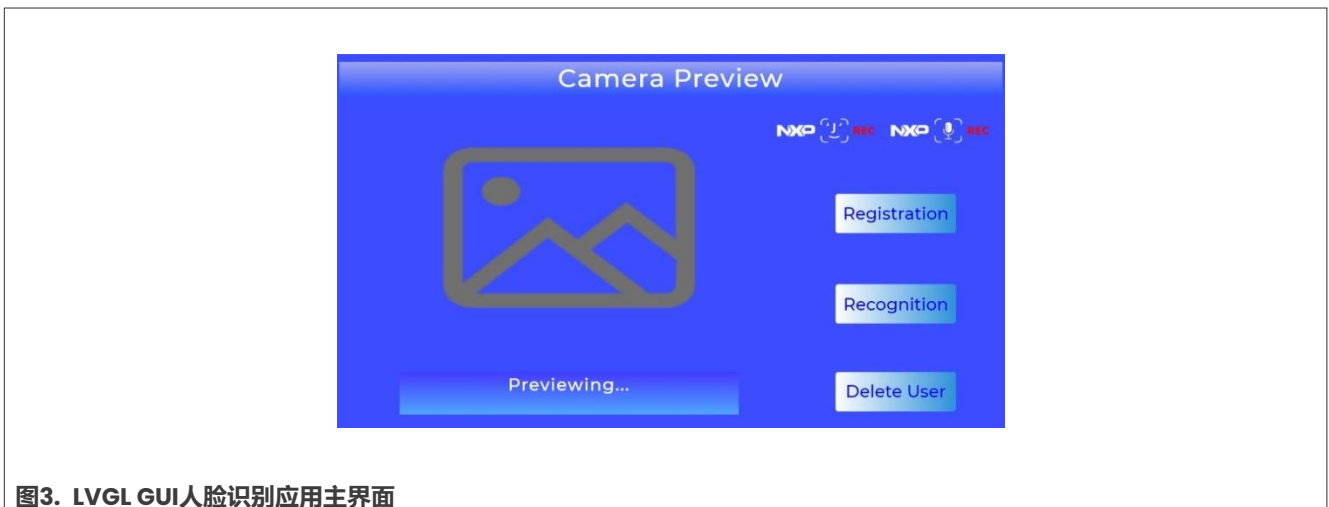 Camera Preview
NXP REC NXP REC
Registration
Recognition
Previewing...
Delete User
图3. LVGL GUI人脸识别应用主界面